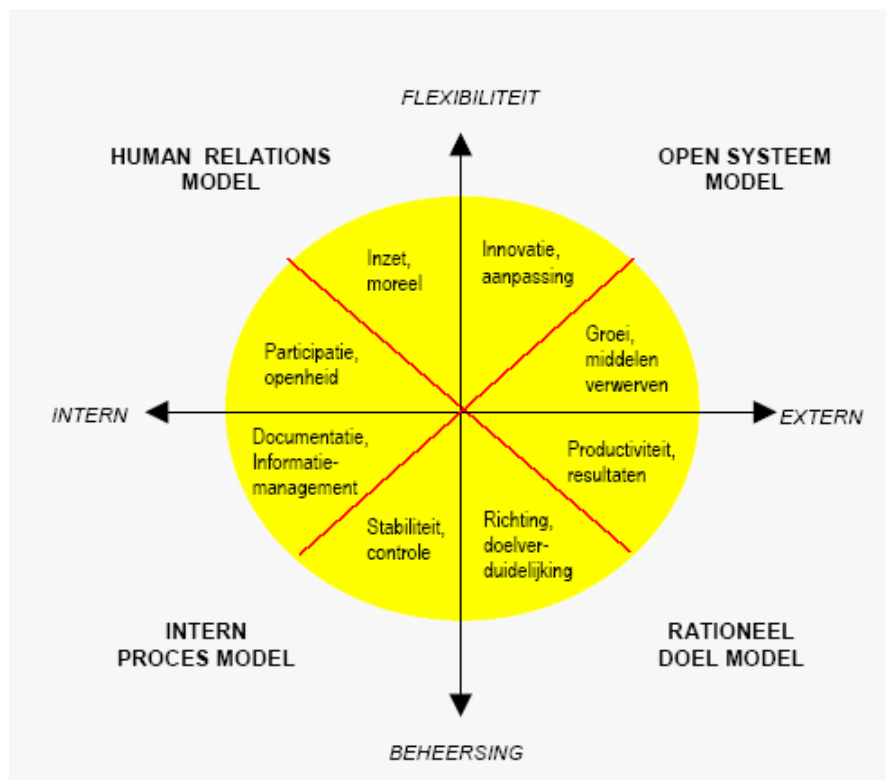 FLEXIBILITEIT
HUMAN RELATIONS
MODEL
OPEN SYSTEEM
MODEL
Inzet,
moreel
Innovatie,
aanpassing
Participatie,
openheid
Groei,
middelen
verwerven
INTERN
EXTERN
Documentatie,
Informatie-
management
Productiviteit,
resultaten
Stabiliteit,
controle
Richting,
doelver-
duidelijking
INTERN
PROCES MODEL
RATIONEEL
DOEL MODEL
BEHEERSING